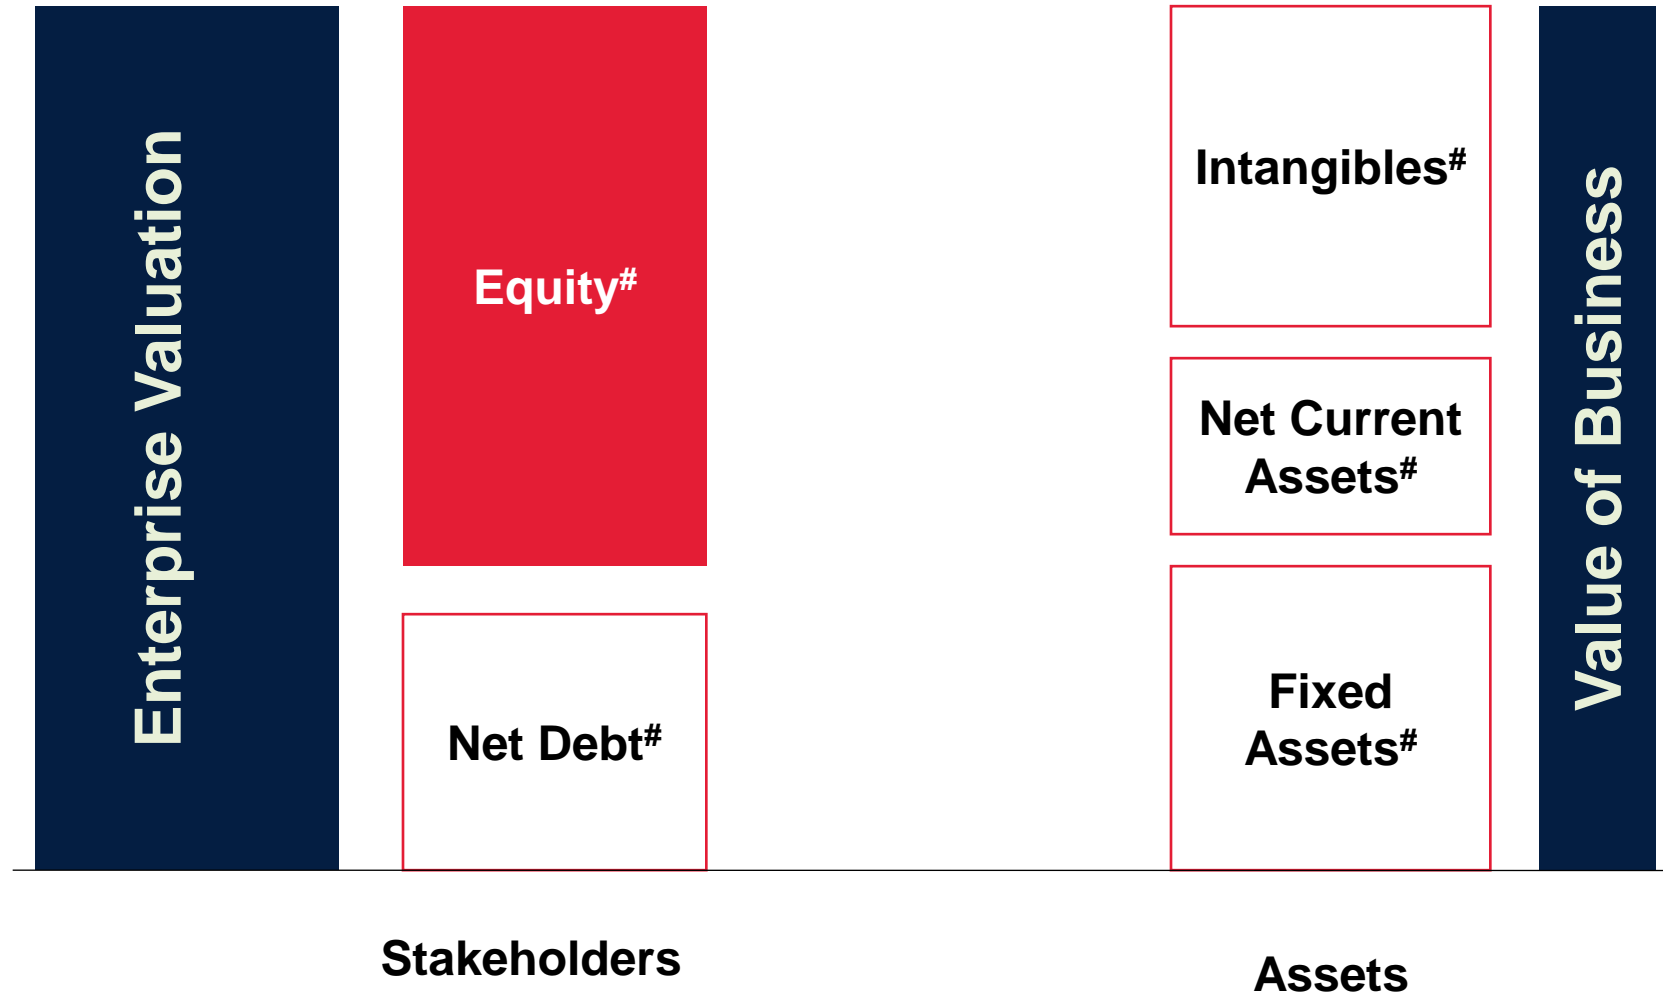 Enterprise Valuation
Equity#
Net Debt#
Stakeholders
Intangibles#
Net Current
Assets#
Fixed
Assets#
Assets
Value of Business